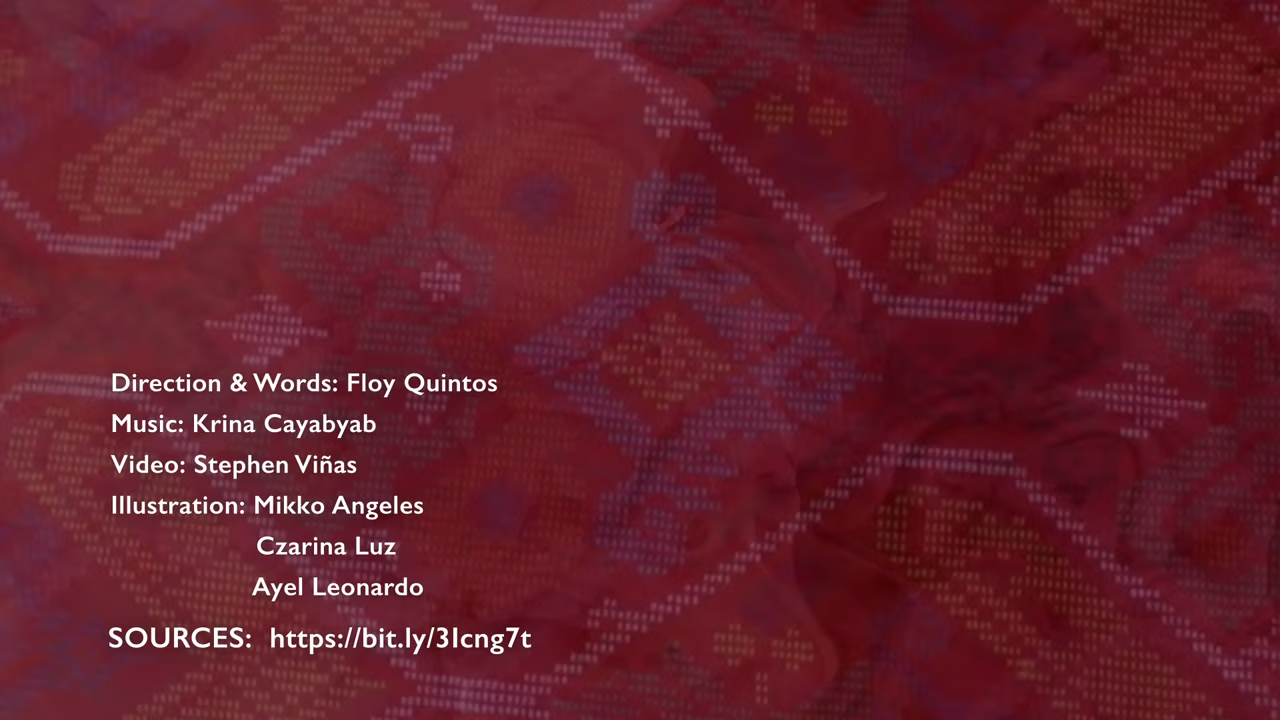 Direction & Words: Floy Quintos
Music: Krina Cayabyab
Video: Stephen Viñas
Illustration: Mikko Angeles
Czarina Luz
Ayel Leonardo
SOURCES: https://bit.ly/3Icng7t